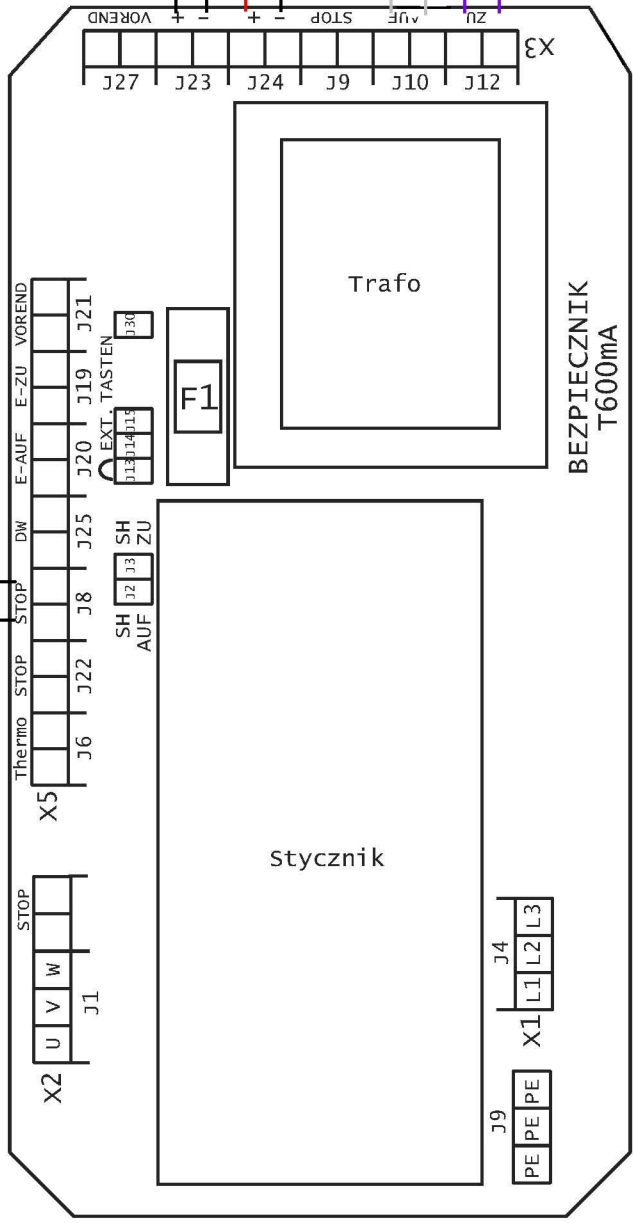 VOREND + - + - STOP AUF ZU
X3
J27 J23 J24 J9 J10 J12
Trafo
BEZPIECZNIK
T600mA
F1
VOREND E-ZU E-AUF DW STOP STOP Thermo
J21 J19 J20 J25 J8 J22 J6
X5
J30
EXT. TASTEN
J15 J14 J13
SH ZU
J3 J2
SH AUF
Stycznik
STOP
W V U
J1
X2
J4
L3 L2 L1
X1
J9
PE PE PE